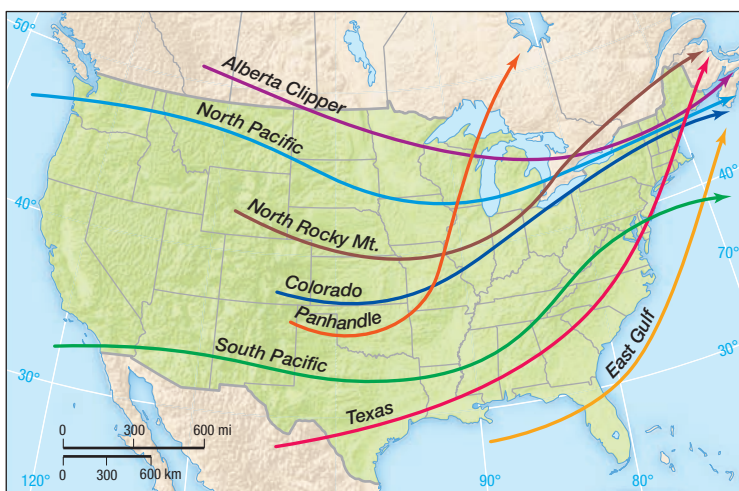 50°
50°
Alberta Clipper
North
Pacific
40°
40°
North Rocky Mt.
Colorado
Panhandle
70°
South Pacific
East Gulf
30°
30°
Texas
0 300 600 mi
0 300 600 km
120°
90°
80°